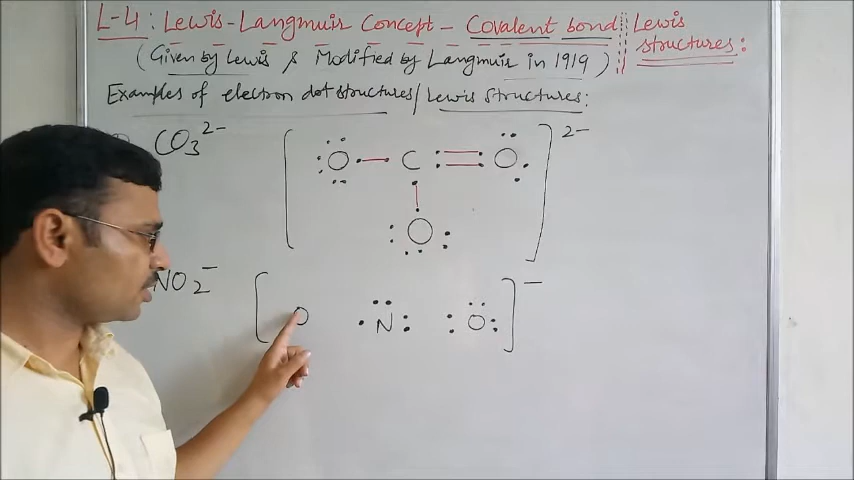 L-4: Lewis-Langmuir Concept - Covalent bond
Lewis structures:
(Given by Lewis & Modified by Langmuir in 1919)
Examples of electron dot structures/Lewis structures:
CO3 2-
[O C O]2-
O
NO2-
[O N O]-